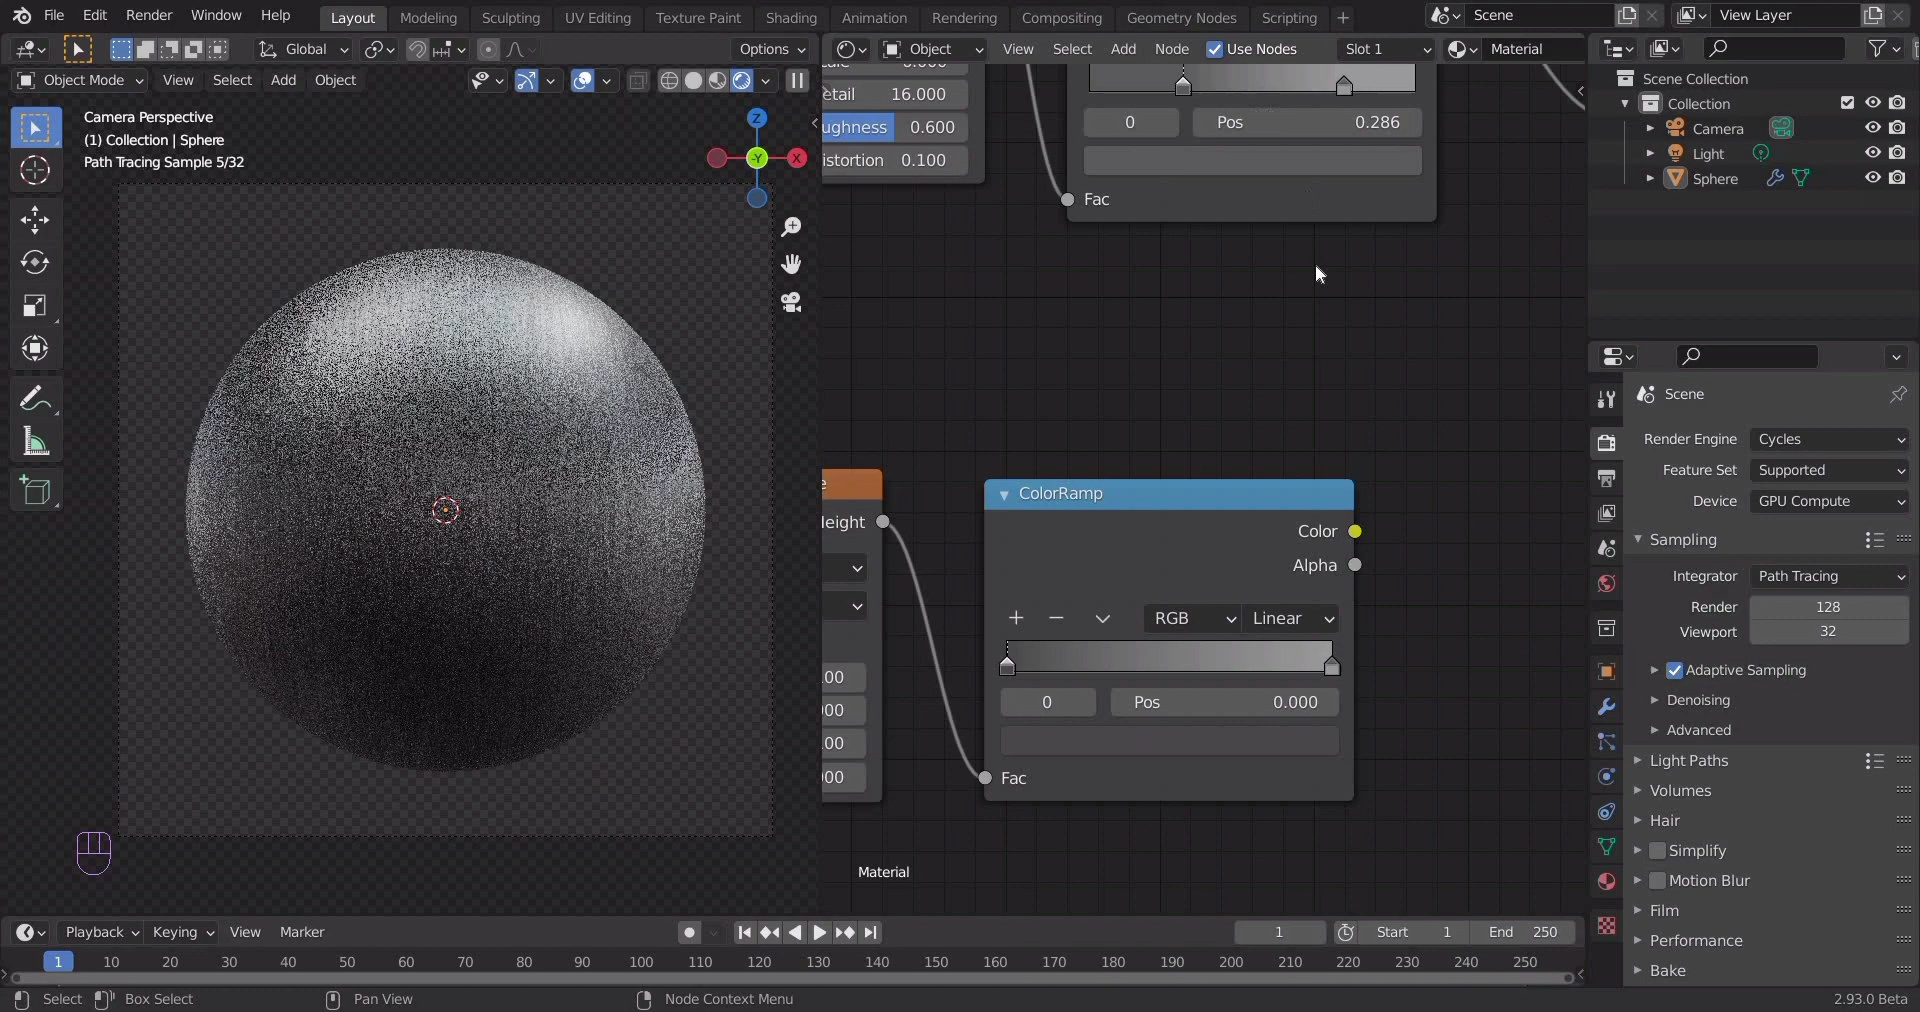 File Edit Render Window Help Layout Modeling Sculpting UV Editing Texture Paint Shading Animation Rendering Compositing Geometry Nodes Scripting + Scene View Layer
Global Options Object View Select Add Node Use Nodes Slot 1 Material
Object Mode View Select Add Object
Camera Perspective
(1) Collection | Sphere
Path Tracing Sample 5/32
Z
-Y
X
etail 16.000
ughness 0.600
istortion 0.100
0 Pos 0.286
Fac
Scene Collection
Collection
Camera
Light
Sphere
eight
ColorRamp
Color
Alpha
RGB Linear
0 Pos 0.000
Fac
Material
Scene
Render Engine Cycles
Feature Set Supported
Device GPU Compute
Sampling
Integrator Path Tracing
Render 128
Viewport 32
Adaptive Sampling
Denoising
Advanced
Light Paths
Volumes
Hair
Simplify
Motion Blur
Film
Performance
Bake
Playback Keying View Marker 1 Start 1 End 250
1 10 20 30 40 50 60 70 80 90 100 110 120 130 140 150 160 170 180 190 200 210 220 230 240 250
Select Box Select Pan View Node Context Menu 2.93.0 Beta